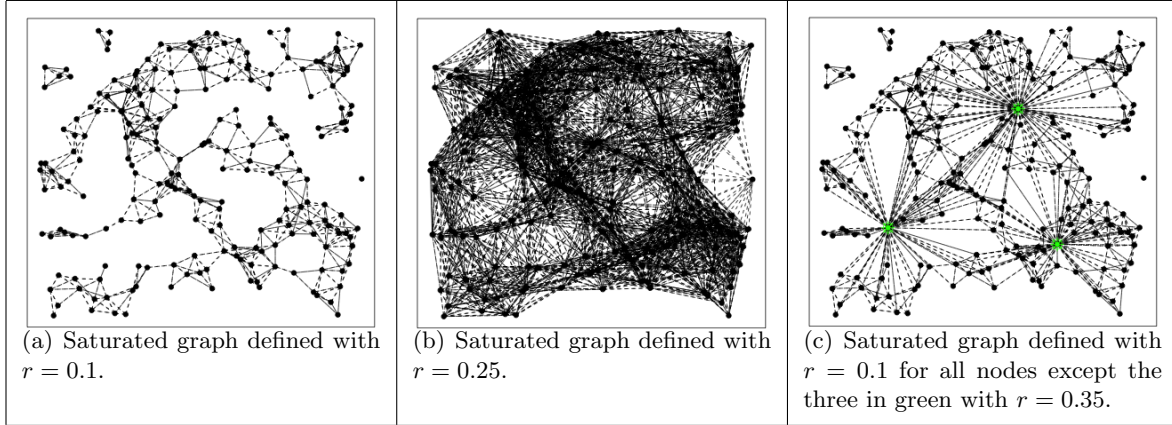 (a) Saturated graph defined with
r = 0.1.
(b) Saturated graph defined with
r = 0.25.
(c) Saturated graph defined with
r = 0.1 for all nodes except the
three in green with r = 0.35.